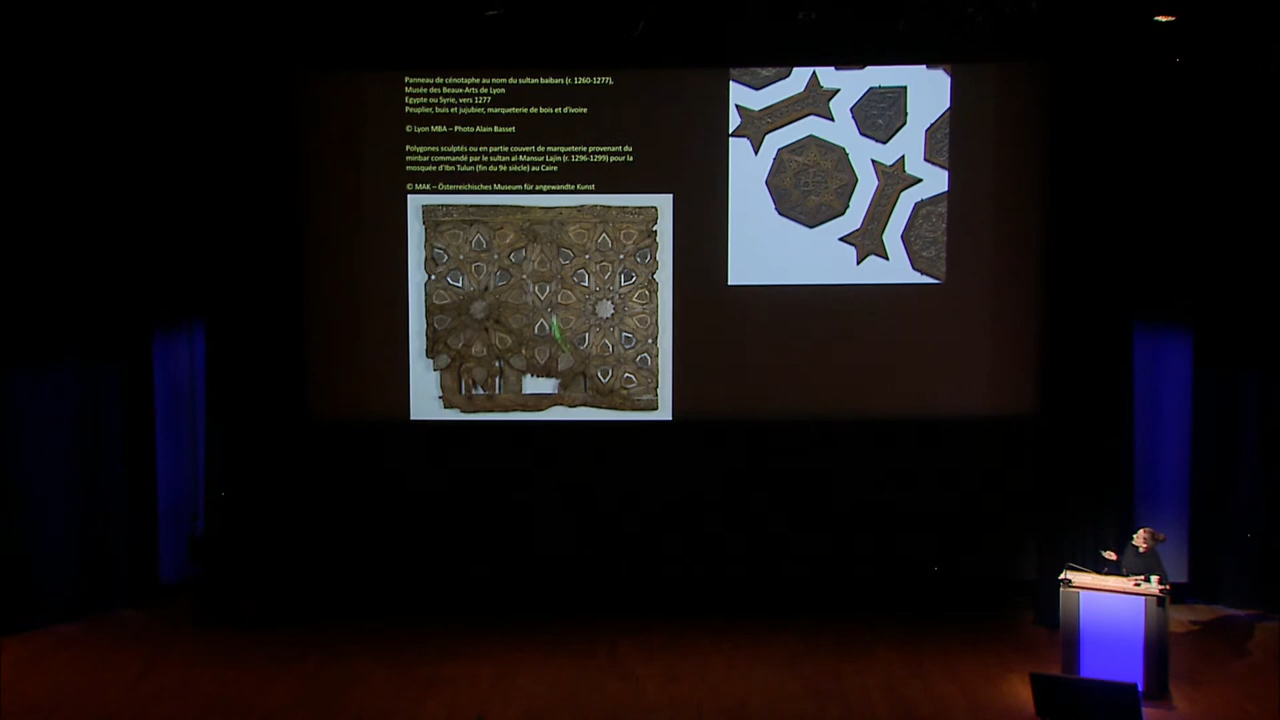 Panneau de cénotaphe au nom du sultan baibars (r. 1260-1277),
Musée des Beaux-Arts de Lyon
Egypte ou Syrie, vers 1277
Peuplier, buis et jujubier, marqueterie de bois et d'ivoire
© Lyon MBA – Photo Alain Basset
Polygones sculptés ou en partie couvert de marqueterie provenant du
minbar commandé par le sultan al-Mansur Lajin (r. 1296-1299) pour la
mosquée d'Ibn Tulun (fin du 9è siècle) au Caire
© MAK – Österreichisches Museum für angewandte Kunst